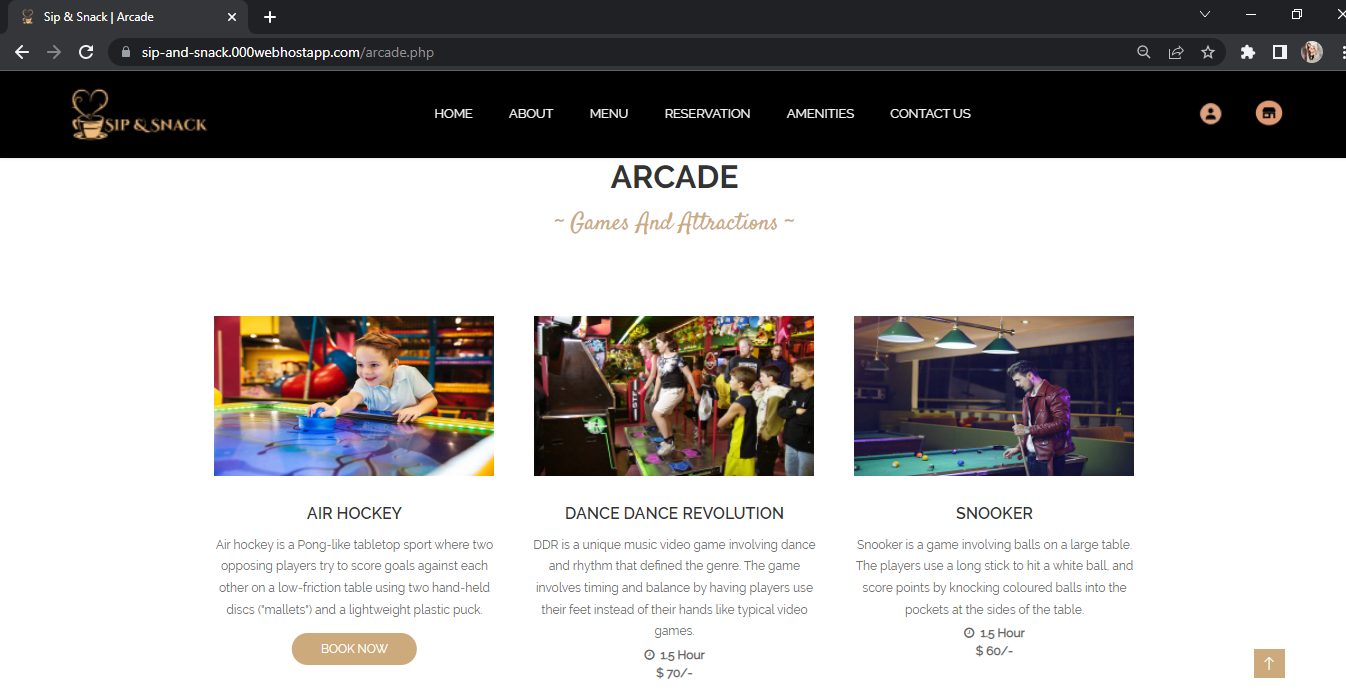 Sip & Snack | Arcade
sip-and-snack.000webhostapp.com/arcade.php
SIP & SNACK
HOME ABOUT MENU RESERVATION AMENITIES CONTACT US
ARCADE
~ Games And Attractions ~
AIR HOCKEY
Air hockey is a Pong-like tabletop sport where two
opposing players try to score goals against each
other on a low-friction table using two hand-held
discs ("mallets") and a lightweight plastic puck.
BOOK NOW
DANCE DANCE REVOLUTION
DDR is a unique music video game involving dance
and rhythm that defined the genre. The game
involves timing and balance by having players use
their feet instead of their hands like typical video
games.
1.5 Hour
$ 70/-
SNOOKER
Snooker is a game involving balls on a large table.
The players use a long stick to hit a white ball, and
score points by knocking coloured balls into the
pockets at the sides of the table.
1.5 Hour
$ 60/-